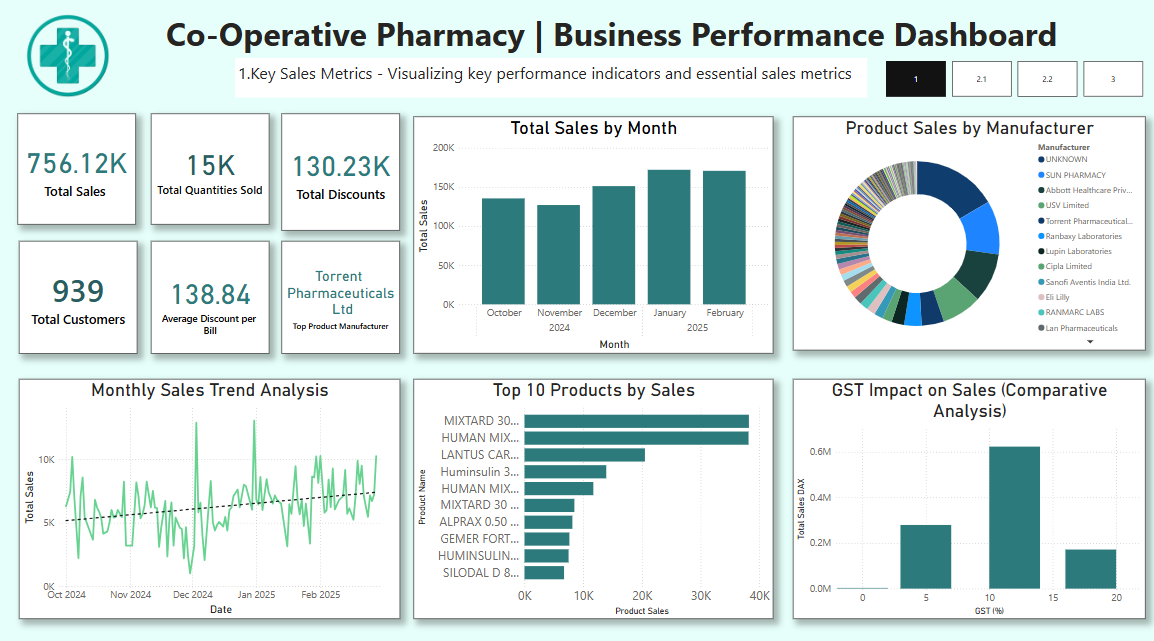 Co-Operative Pharmacy | Business Performance Dashboard
1.Key Sales Metrics - Visualizing key performance indicators and essential sales metrics
1
2.1
2.2
3
756.12K
Total Sales
15K
Total Quantities Sold
130.23K
Total Discounts
939
Total Customers
138.84
Average Discount per
Bill
Torrent
Pharmaceuticals
Ltd
Top Product Manufacturer
Total Sales by Month
Total Sales
200K
150K
100K
50K
0K
October November December January February
2024 2025
Month
Product Sales by Manufacturer
Manufacturer
UNKNOWN
SUN PHARMACY
Abbott Healthcare Priv...
USV Limited
Torrent Pharmaceutical...
Ranbaxy Laboratories
Lupin Laboratories
Cipla Limited
Sanofi Aventis India Ltd.
Eli Lilly
RANMARC LABS
Lan Pharmaceuticals
Monthly Sales Trend Analysis
Total Sales
10K
5K
0K
Oct 2024 Nov 2024 Dec 2024 Jan 2025 Feb 2025
Date
Top 10 Products by Sales
Product Name
MIXTARD 30...
HUMAN MIX...
LANTUS CAR...
Huminsulin 3...
HUMAN MIX...
MIXTARD 30 ...
ALPRAX 0.50 ...
GEMER FORT...
HUMINSULIN...
SILODAL D 8...
0K 10K 20K 30K 40K
Product Sales
GST Impact on Sales (Comparative
Analysis)
Total Sales DAX
0.6M
0.4M
0.2M
0.0M
0 5 10 15 20
GST (%)